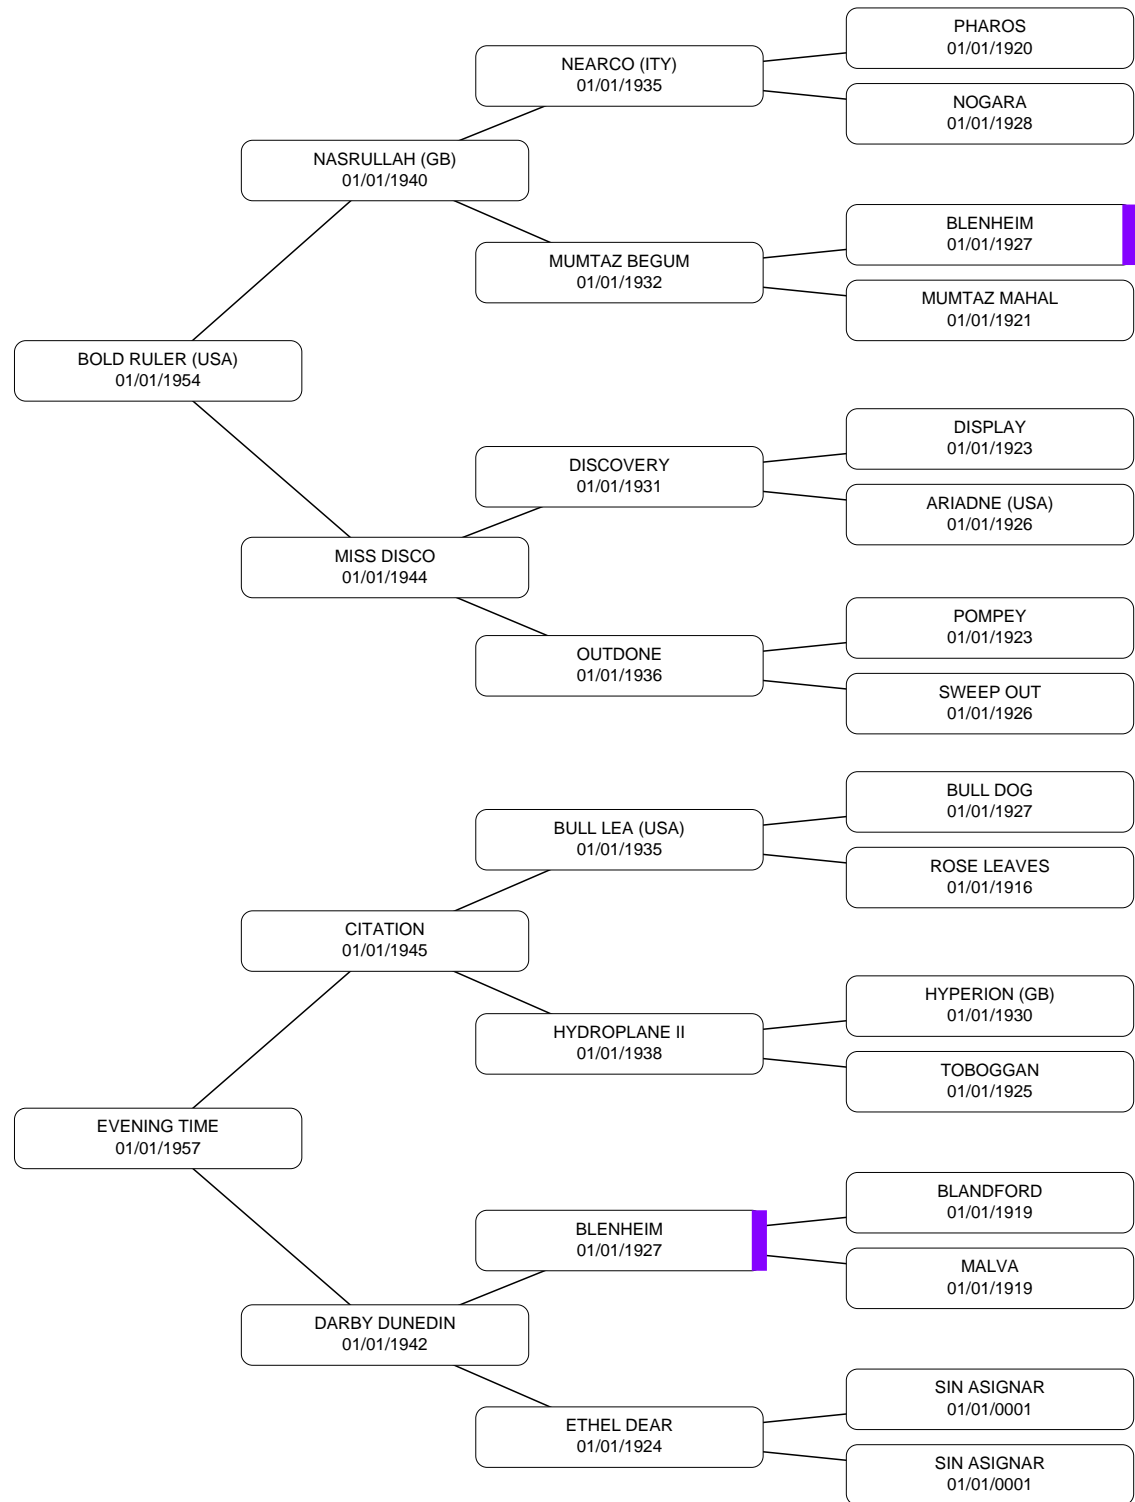 PHAROS
01/01/1920
NEARCO (ITY)
01/01/1935
NOGARA
01/01/1928
NASRULLAH (GB)
01/01/1940
BLENHEIM
01/01/1927
MUMTAZ BEGUM
01/01/1932
MUMTAZ MAHAL
01/01/1921
BOLD RULER (USA)
01/01/1954
DISPLAY
01/01/1923
DISCOVERY
01/01/1931
ARIADNE (USA)
01/01/1926
MISS DISCO
01/01/1944
POMPEY
01/01/1923
OUTDONE
01/01/1936
SWEEP OUT
01/01/1926
BULL DOG
01/01/1927
BULL LEA (USA)
01/01/1935
ROSE LEAVES
01/01/1916
CITATION
01/01/1945
HYPERION (GB)
01/01/1930
HYDROPLANE II
01/01/1938
TOBOGGAN
01/01/1925
EVENING TIME
01/01/1957
BLANDFORD
01/01/1919
BLENHEIM
01/01/1927
MALVA
01/01/1919
DARBY DUNEDIN
01/01/1942
SIN ASIGNAR
01/01/0001
ETHEL DEAR
01/01/1924
SIN ASIGNAR
01/01/0001